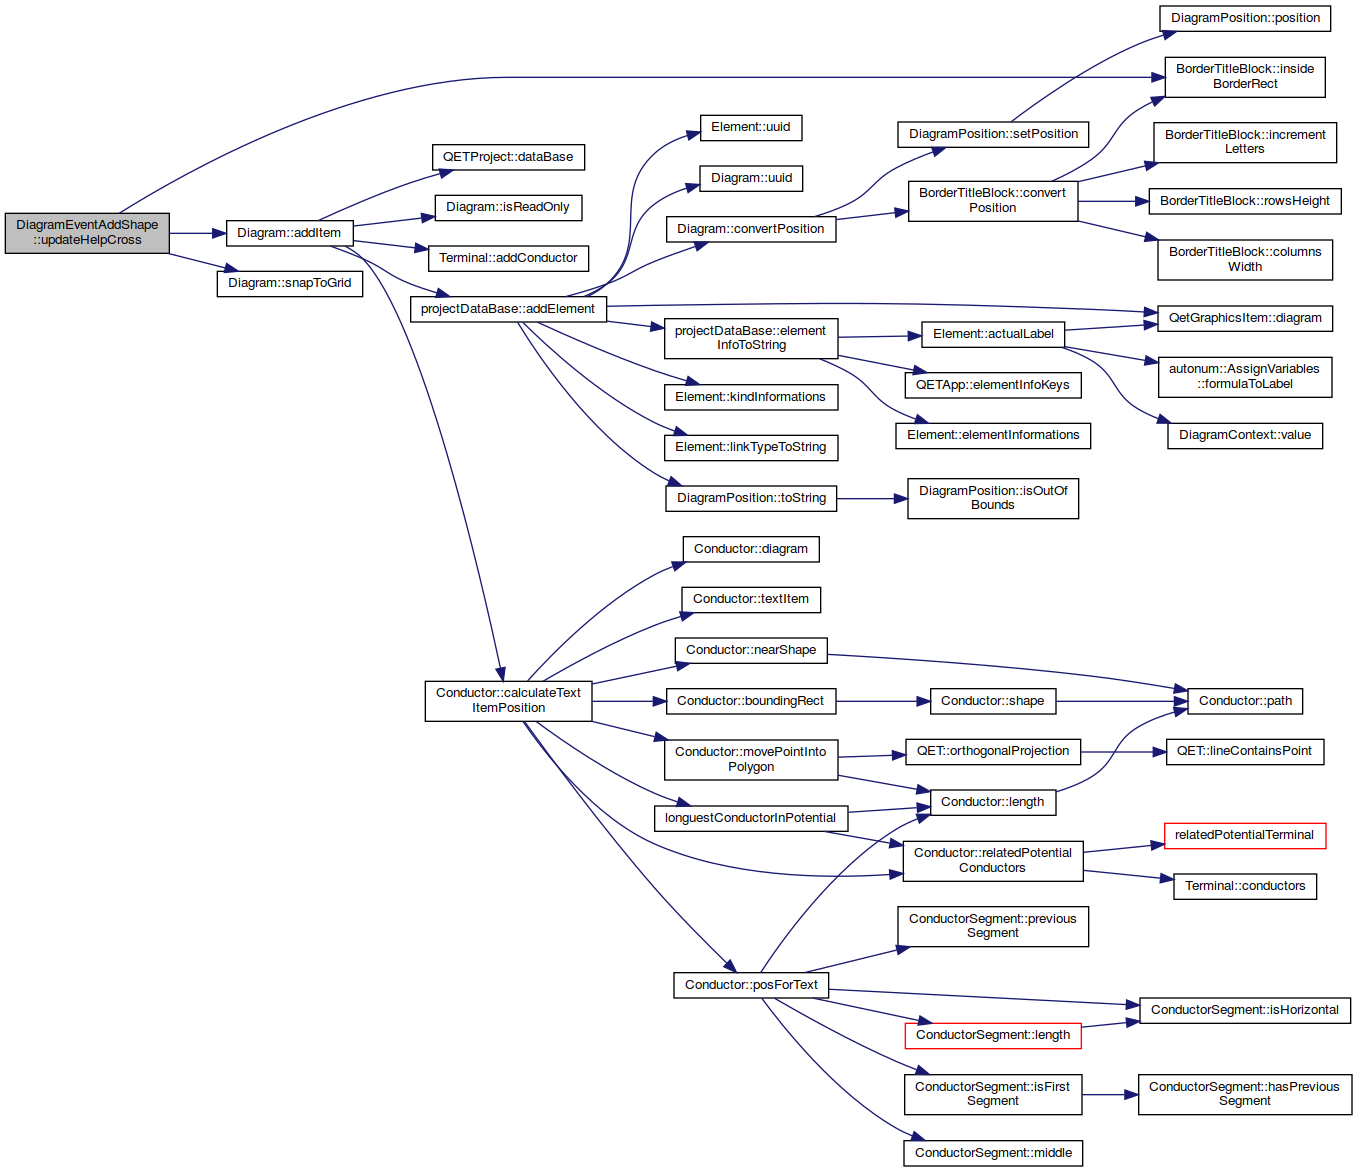 DiagramEventAddShape
::updateHelpCross
Diagram::addItem
Diagram::snapToGrid
QETProject::dataBase
Diagram::isReadOnly
Terminal::addConductor
projectDataBase::addElement
Conductor::calculateText
ItemPosition
Element::uuid
Diagram::uuid
Diagram::convertPosition
projectDataBase::element
InfoToString
Element::kindInformations
Element::linkTypeToString
DiagramPosition::toString
Conductor::diagram
Conductor::textItem
Conductor::nearShape
Conductor::boundingRect
Conductor::movePointInto
Polygon
longuestConductorInPotential
Conductor::posForText
DiagramPosition::setPosition
BorderTitleBlock::convert
Position
Element::actualLabel
QETApp::elementInfoKeys
Element::elementInformations
DiagramPosition::isOutOf
Bounds
Conductor::shape
QET::orthogonalProjection
Conductor::length
Conductor::relatedPotential
Conductors
ConductorSegment::previous
Segment
ConductorSegment::length
ConductorSegment::isFirst
Segment
ConductorSegment::middle
DiagramPosition::position
BorderTitleBlock::inside
BorderRect
BorderTitleBlock::increment
Letters
BorderTitleBlock::rowsHeight
BorderTitleBlock::columns
Width
QetGraphicsItem::diagram
autonum::AssignVariables
::formulaToLabel
DiagramContext::value
Conductor::path
QET::lineContainsPoint
relatedPotentialTerminal
Terminal::conductors
ConductorSegment::isHorizontal
ConductorSegment::hasPrevious
Segment